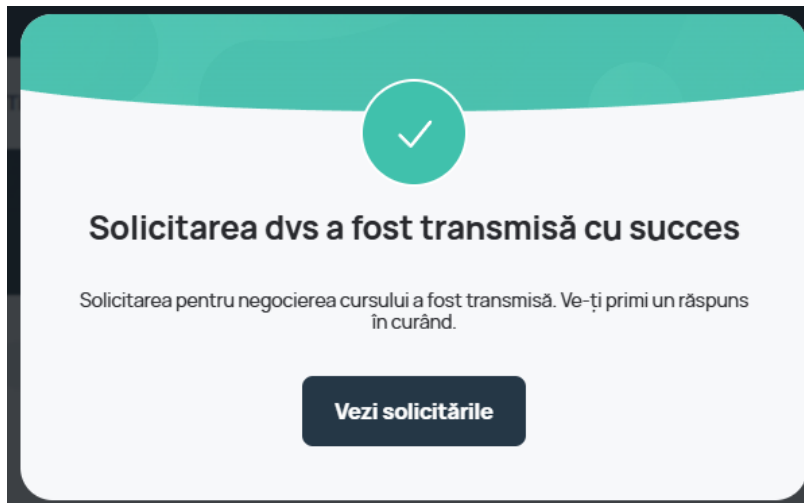 Solicitarea dvs a fost transmisă cu succes
Solicitarea pentru negocierea cursului a fost transmisă. Ve-ți primi un răspuns
în curând.
Vezi solicitările